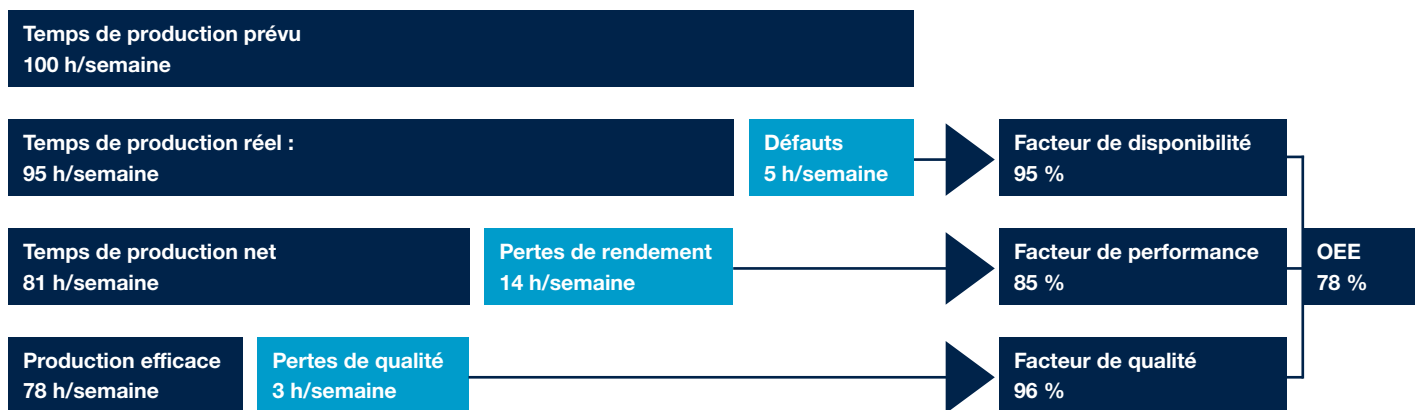 Temps de production prévu
100 h/semaine
Temps de production réel :
95 h/semaine
Défauts
5 h/semaine
Facteur de disponibilité
95 %
Temps de production net
81 h/semaine
Pertes de rendement
14 h/semaine
Facteur de performance
85 %
OEE
78 %
Production efficace
78 h/semaine
Pertes de qualité
3 h/semaine
Facteur de qualité
96 %